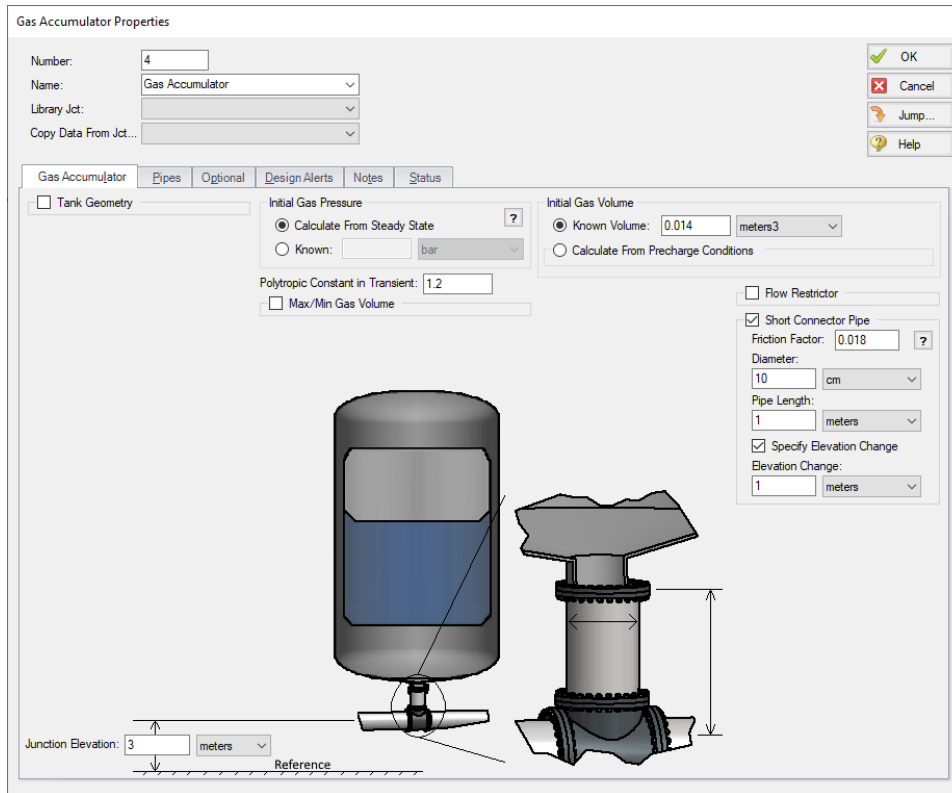 Gas Accumulator Properties
Number: 4
Name: Gas Accumulator
Library Jct:
Copy Data From Jct...
OK
Cancel
Jump...
Help
Gas Accumulator Pipes Optional Design Alerts Notes Status
Tank Geometry
Initial Gas Pressure
Calculate From Steady State ?
Known: bar
Polytropic Constant in Transient: 1.2
Max/Min Gas Volume
Initial Gas Volume
Known Volume: 0.014 meters3
Calculate From Precharge Conditions
Flow Restrictor
Short Connector Pipe
Friction Factor: 0.018 ?
Diameter:
10 cm
Pipe Length:
1 meters
Specify Elevation Change
Elevation Change:
1 meters
Junction Elevation: 3 meters
Reference